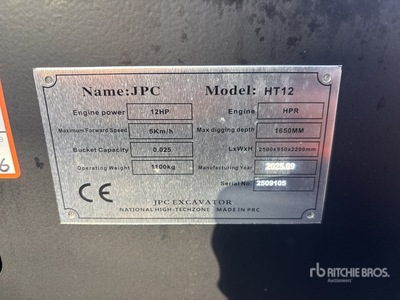 Name:JPC Model: HT12
Engine power 12HP Engine HPR
Maximum Forward Speed 5Km/h Max digging depth 1650MM
Bucket Capacity 0.025 LxWxH 2500x950x2200mm
Operating Weight 1100kg Manufacturing Year 2025.09
Serial No. 2509105
CE
JPC EXCAVATOR
NATIONAL HIGH-TECHZONE MADE IN PRC
6
rb RITCHIE BROS.
Auctioneers